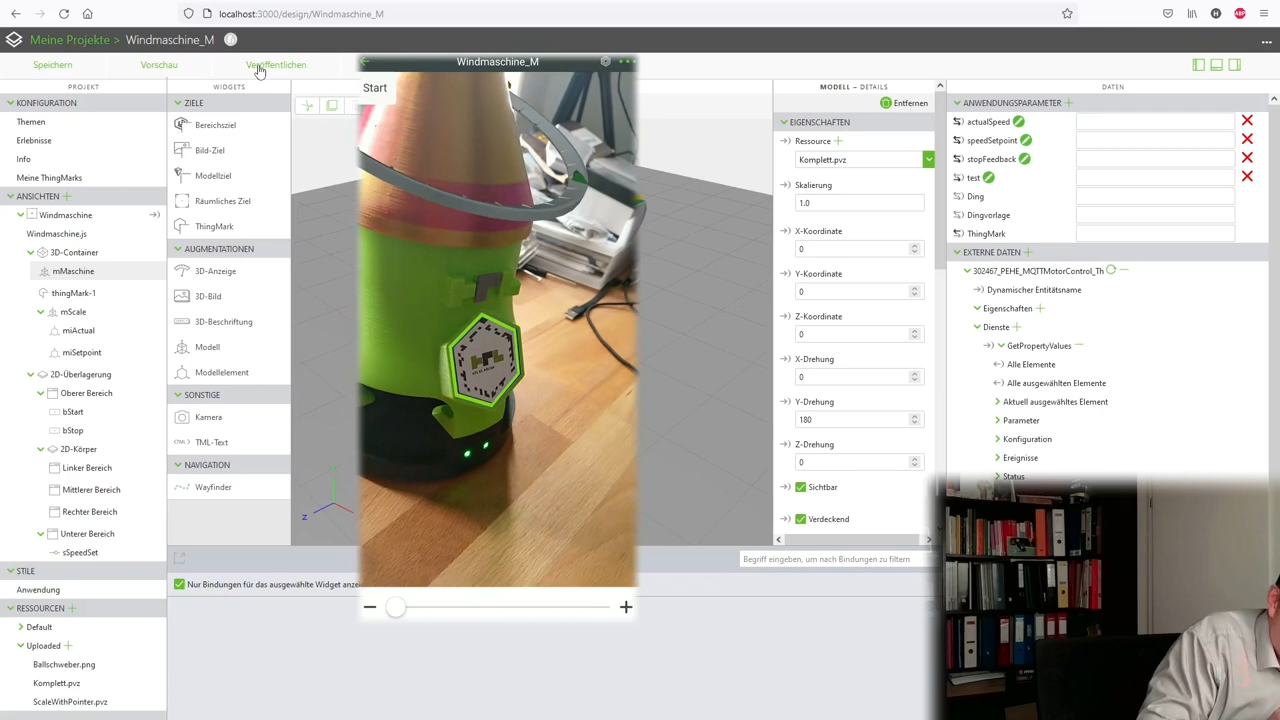 localhost:3000/design/Windmaschine_M
ABP
Meine Projekte > Windmaschine_M
Speichern
Vorschau
Veröffentlichen
PROJEKT
KONFIGURATION
Themen
Erlebnisse
Info
Meine ThingMarks
ANSICHTEN
Windmaschine
Windmaschine.js
3D-Container
mMaschine
thingMark-1
mScale
miActual
miSetpoint
2D-Überlagerung
Oberer Bereich
bStart
bStop
2D-Körper
Linker Bereich
Mittlerer Bereich
Rechter Bereich
Unterer Bereich
sSpeedSet
STILE
Anwendung
RESSOURCEN
Default
Uploaded
Ballschweber.png
Komplett.pvz
ScaleWithPointer.pvz
WIDGETS
ZIELE
Bereichsziel
Bild-Ziel
Modellziel
Räumliches Ziel
ThingMark
AUGMENTATIONEN
3D-Anzeige
3D-Bild
3D-Beschriftung
Modell
Modellelement
SONSTIGE
Kamera
TML-Text
NAVIGATION
Wayfinder
Windmaschine_M
Start
Z
Nur Bindungen für das ausgewählte Widget anze
Begriff eingeben, um nach Bindungen zu filtern
MODELL – DETAILS
Entfernen
EIGENSCHAFTEN
Ressource
Komplett.pvz
Skalierung
1.0
X-Koordinate
0
Y-Koordinate
0
Z-Koordinate
0
X-Drehung
0
Y-Drehung
180
Z-Drehung
0
Sichtbar
Verdeckend
DATEN
ANWENDUNGSPARAMETER
actualSpeed
speedSetpoint
stopFeedback
test
Ding
Dingvorlage
ThingMark
EXTERNE DATEN
302467_PEHE_MQTTMotorControl_Th
Dynamischer Entitätsname
Eigenschaften
Dienste
GetPropertyValues
Alle Elemente
Alle ausgewählten Elemente
Aktuell ausgewähltes Element
Parameter
Konfiguration
Ereignisse
Status